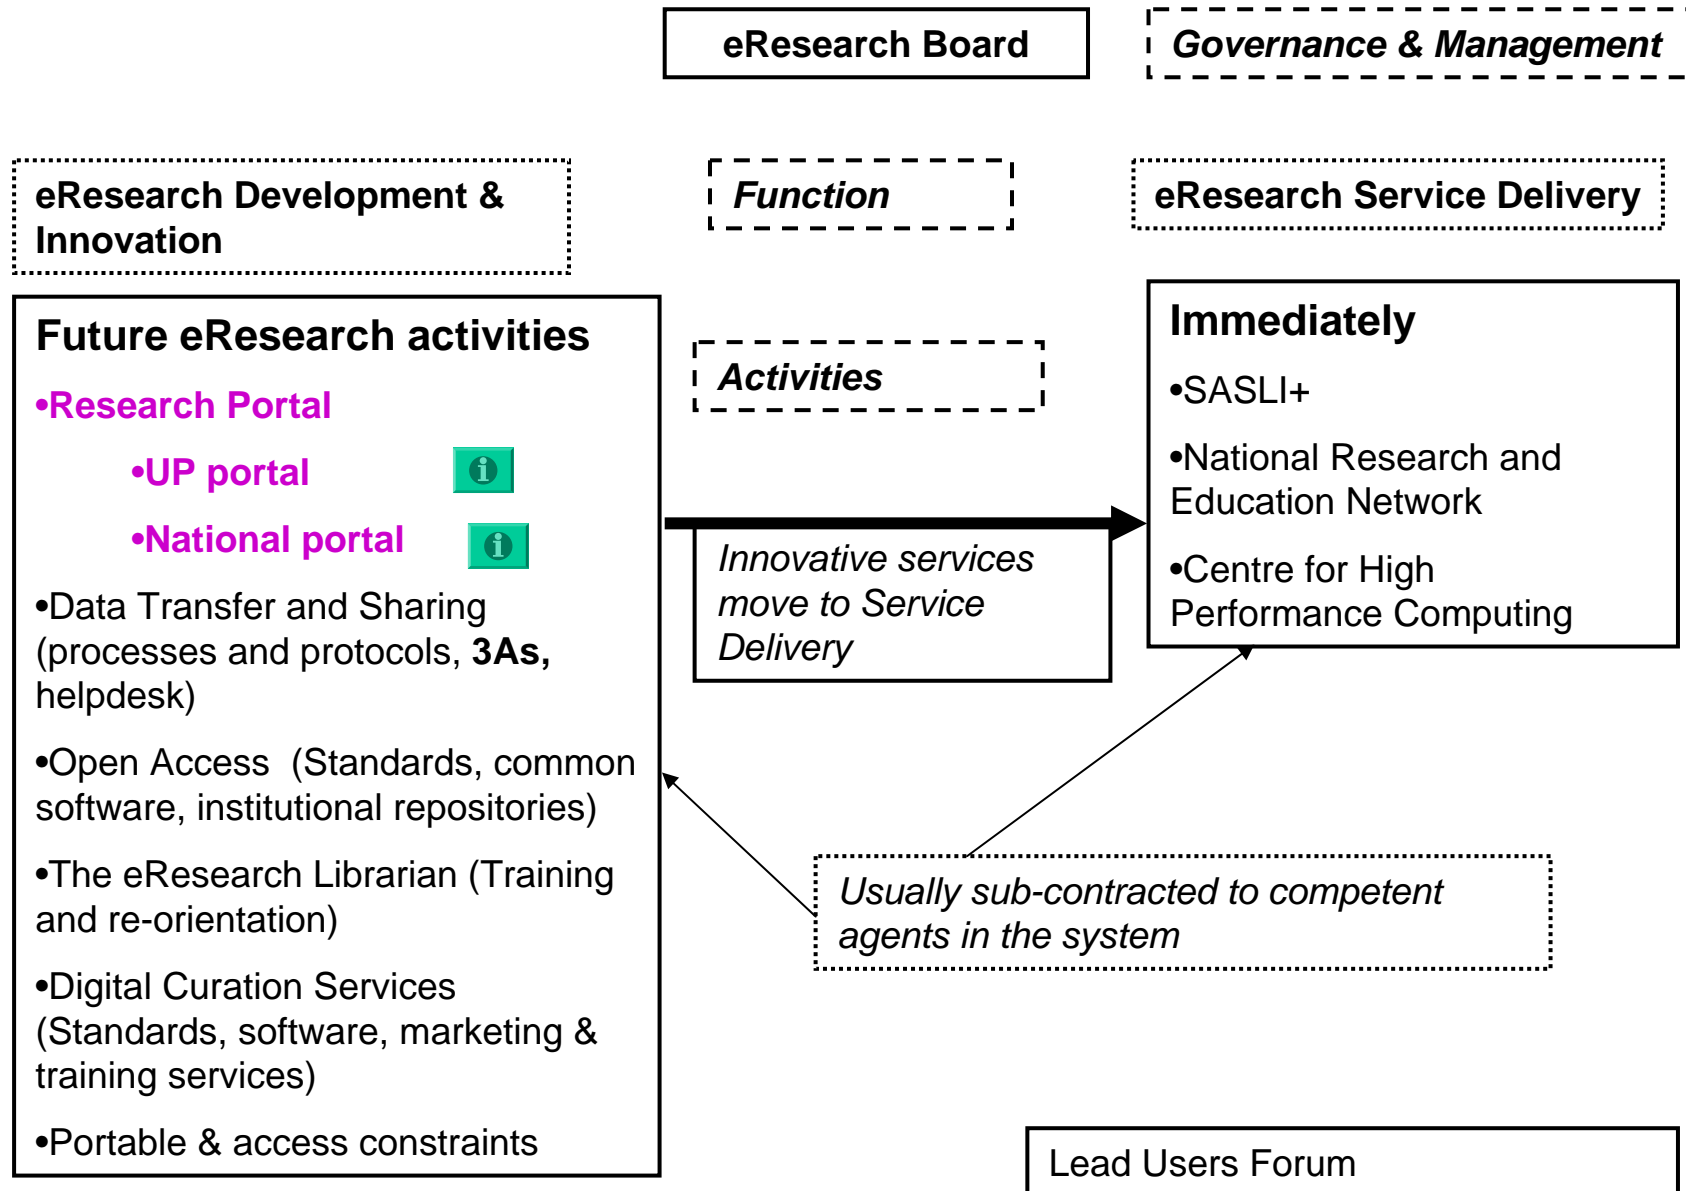 eResearch Board
Governance & Management
eResearch Development &
Innovation
Function
eResearch Service Delivery
Future eResearch activities
•Research Portal
•UP portal
•National portal
•Data Transfer and Sharing
(processes and protocols, 3As,
helpdesk)
•Open Access (Standards, common
software, institutional repositories)
•The eResearch Librarian (Training
and re-orientation)
•Digital Curation Services
(Standards, software, marketing &
training services)
•Portable & access constraints
Activities
Innovative services
move to Service
Delivery
Immediately
•SASLI+
•National Research and
Education Network
•Centre for High
Performance Computing
Usually sub-contracted to competent
agents in the system
Lead Users Forum